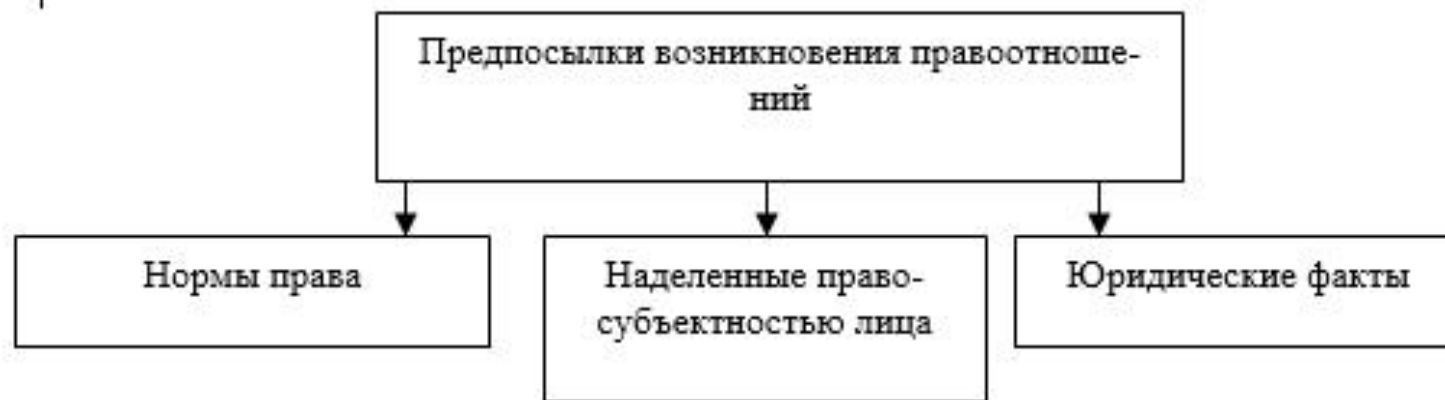 Предпосылки возникновения правоотноше-
ний
Нормы права
Наделенные право-
субъектностью лица
Юридические факты